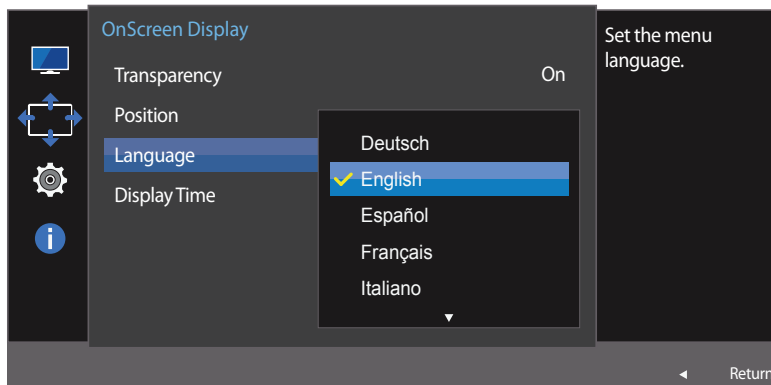 OnScreen Display
Transparency On
Position
Language
Display Time
Deutsch
English
Español
Français
Italiano
Set the menu
language.
Return